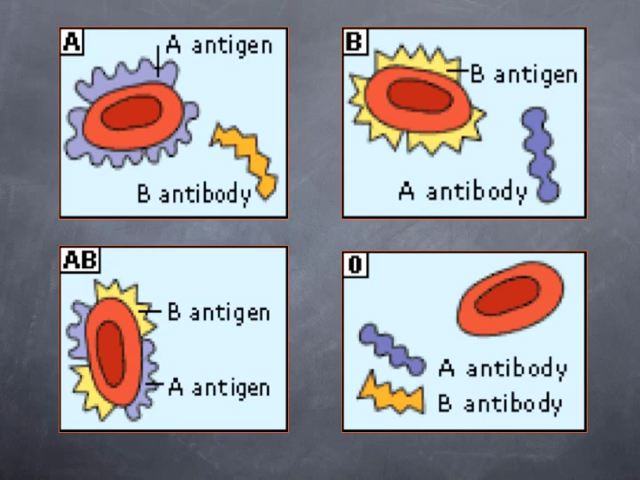 A
A antigen
B antibody
B
B antigen
A antibody
AB
B antigen
A antigen
0
A antibody
B antibody